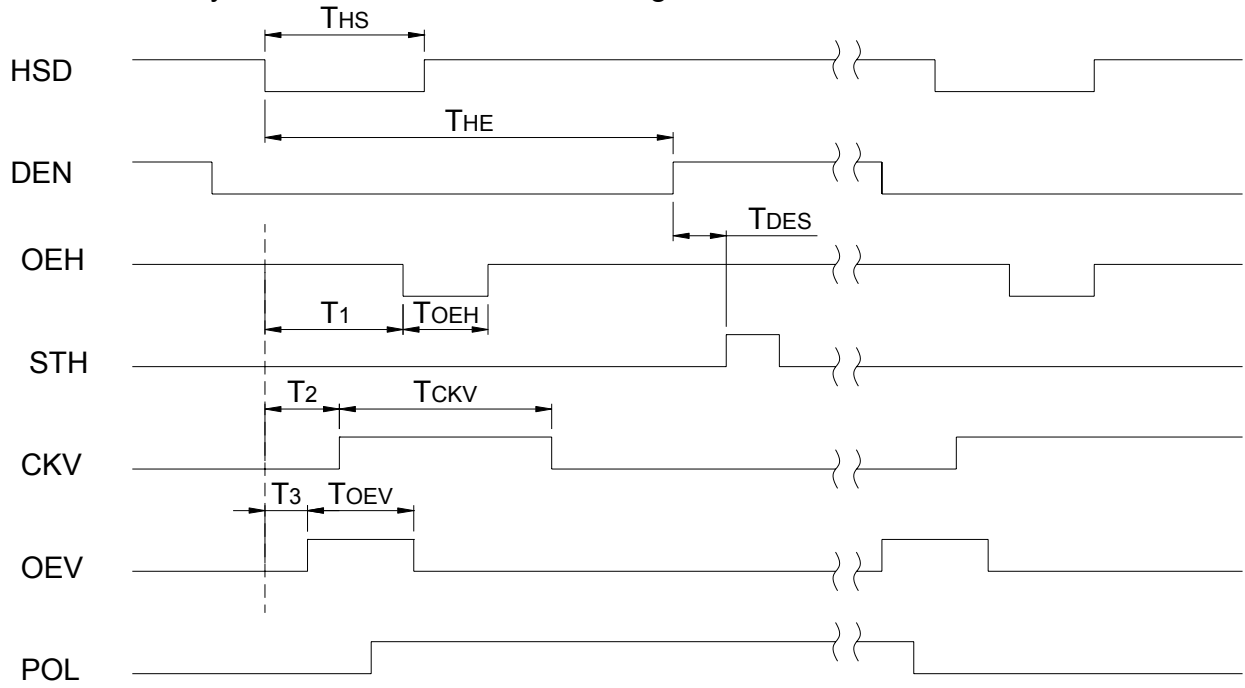 THS
HSD
THE
DEN
TDES
OEH
T1 TOEH
STH
T2 TCKV
CKV
T3 TOEV
OEV
POL